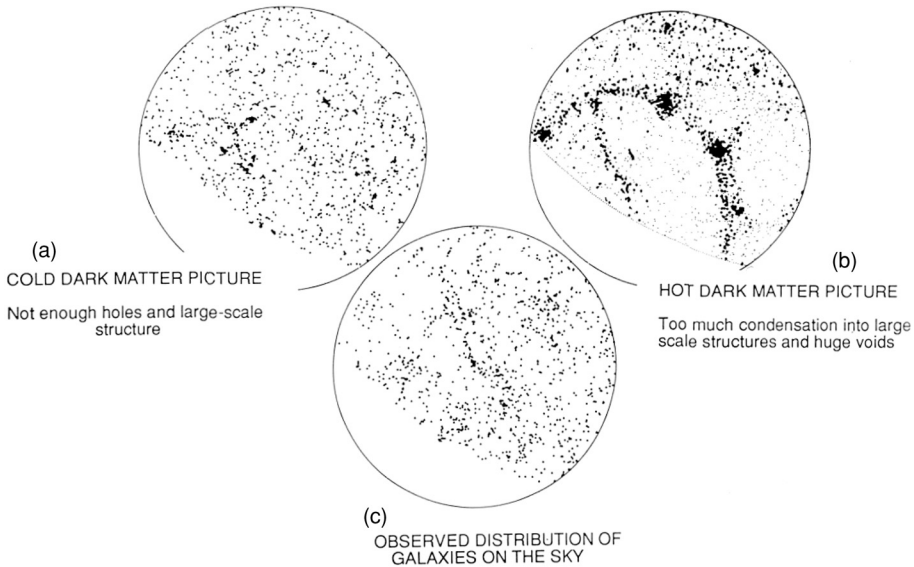 (a)
COLD DARK MATTER PICTURE
Not enough holes and large-scale
structure
(b)
HOT DARK MATTER PICTURE
Too much condensation into large
scale structures and huge voids
(c)
OBSERVED DISTRIBUTION OF
GALAXIES ON THE SKY